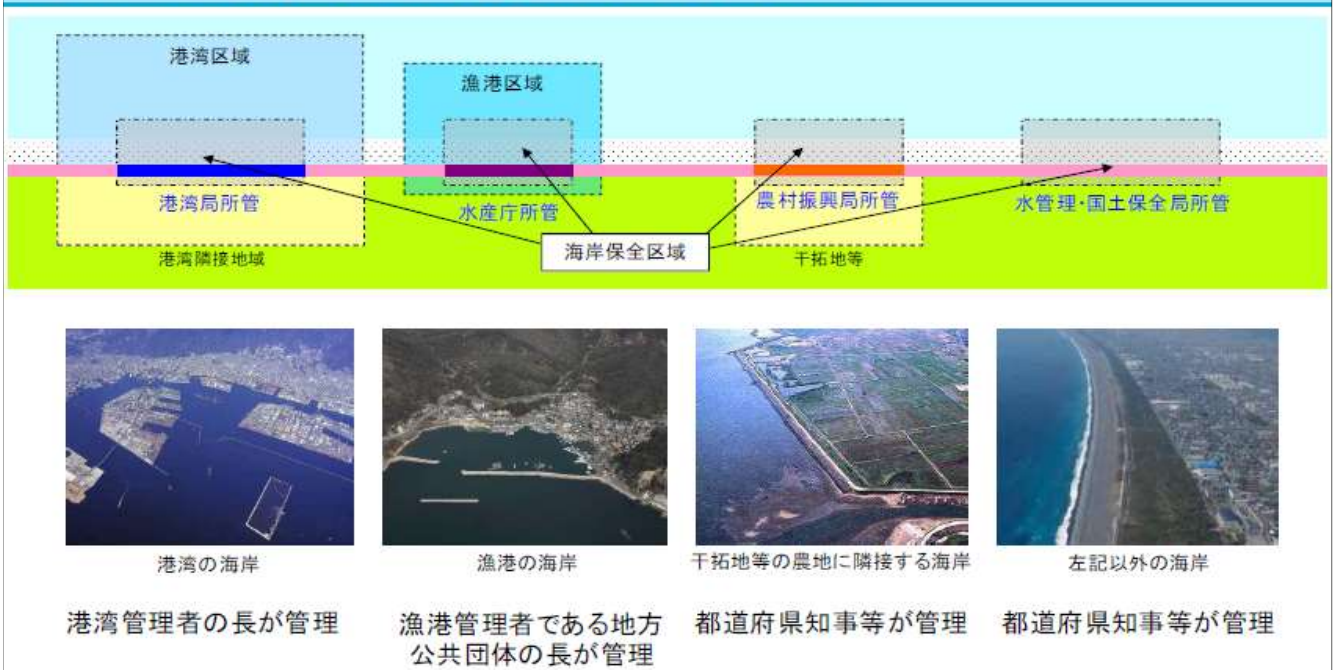 港湾区域
漁港区域
港湾局所管
水産庁所管
農村振興局所管
水管理・国土保全局所管
海岸保全区域
港湾隣接地域
干拓地等
港湾の海岸
漁港の海岸
干拓地等の農地に隣接する海岸
左記以外の海岸
港湾管理者の長が管理
漁港管理者である地方
公共団体の長が管理
都道府県知事等が管理
都道府県知事等が管理